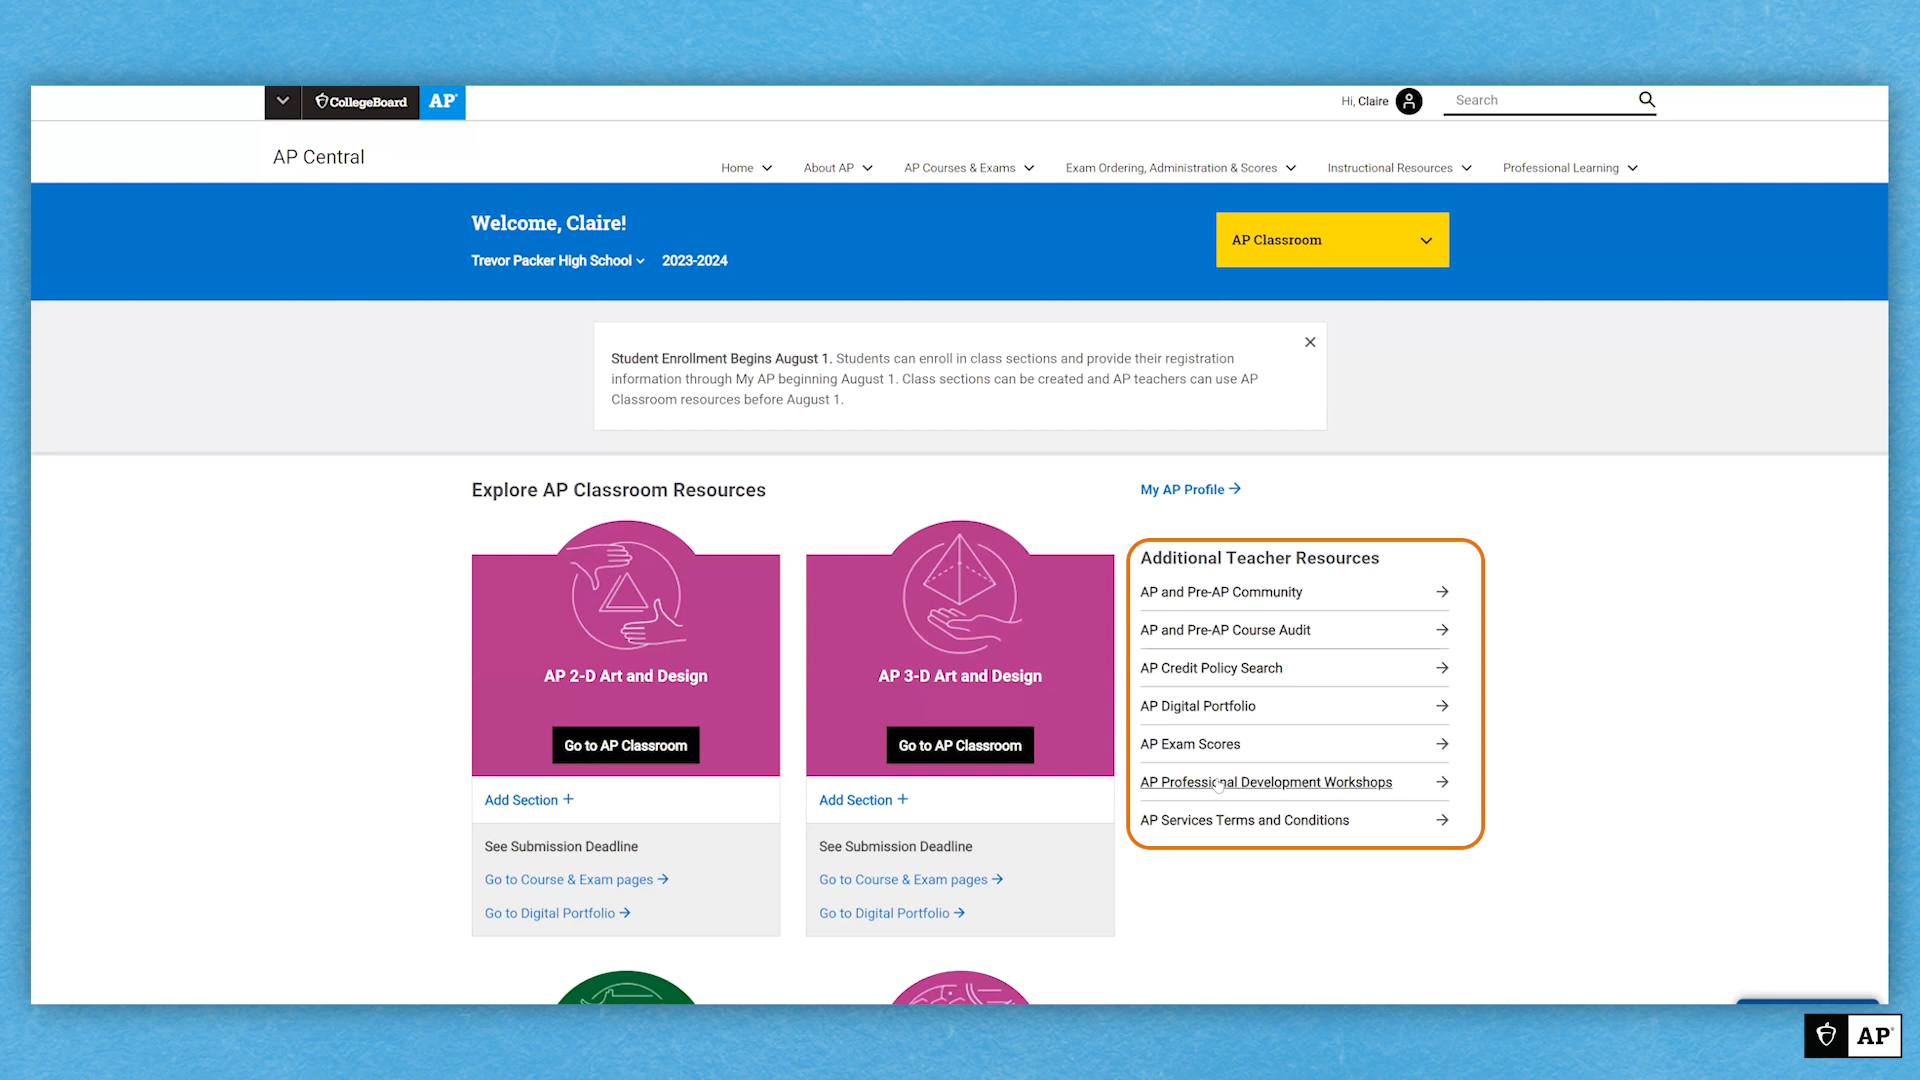 CollegeBoard AP
Hi, Claire
Search
AP Central
Home
About AP
AP Courses & Exams
Exam Ordering, Administration & Scores
Instructional Resources
Professional Learning
Welcome, Claire!
Trevor Packer High School 2023-2024
AP Classroom
Student Enrollment Begins August 1. Students can enroll in class sections and provide their registration
information through My AP beginning August 1. Class sections can be created and AP teachers can use AP
Classroom resources before August 1.
Explore AP Classroom Resources
AP 2-D Art and Design
Go to AP Classroom
Add Section +
See Submission Deadline
Go to Course & Exam pages →
Go to Digital Portfolio →
AP 3-D Art and Design
Go to AP Classroom
Add Section +
See Submission Deadline
Go to Course & Exam pages →
Go to Digital Portfolio →
My AP Profile →
Additional Teacher Resources
AP and Pre-AP Community →
AP and Pre-AP Course Audit →
AP Credit Policy Search →
AP Digital Portfolio →
AP Exam Scores →
AP Professional Development Workshops →
AP Services Terms and Conditions →
AP